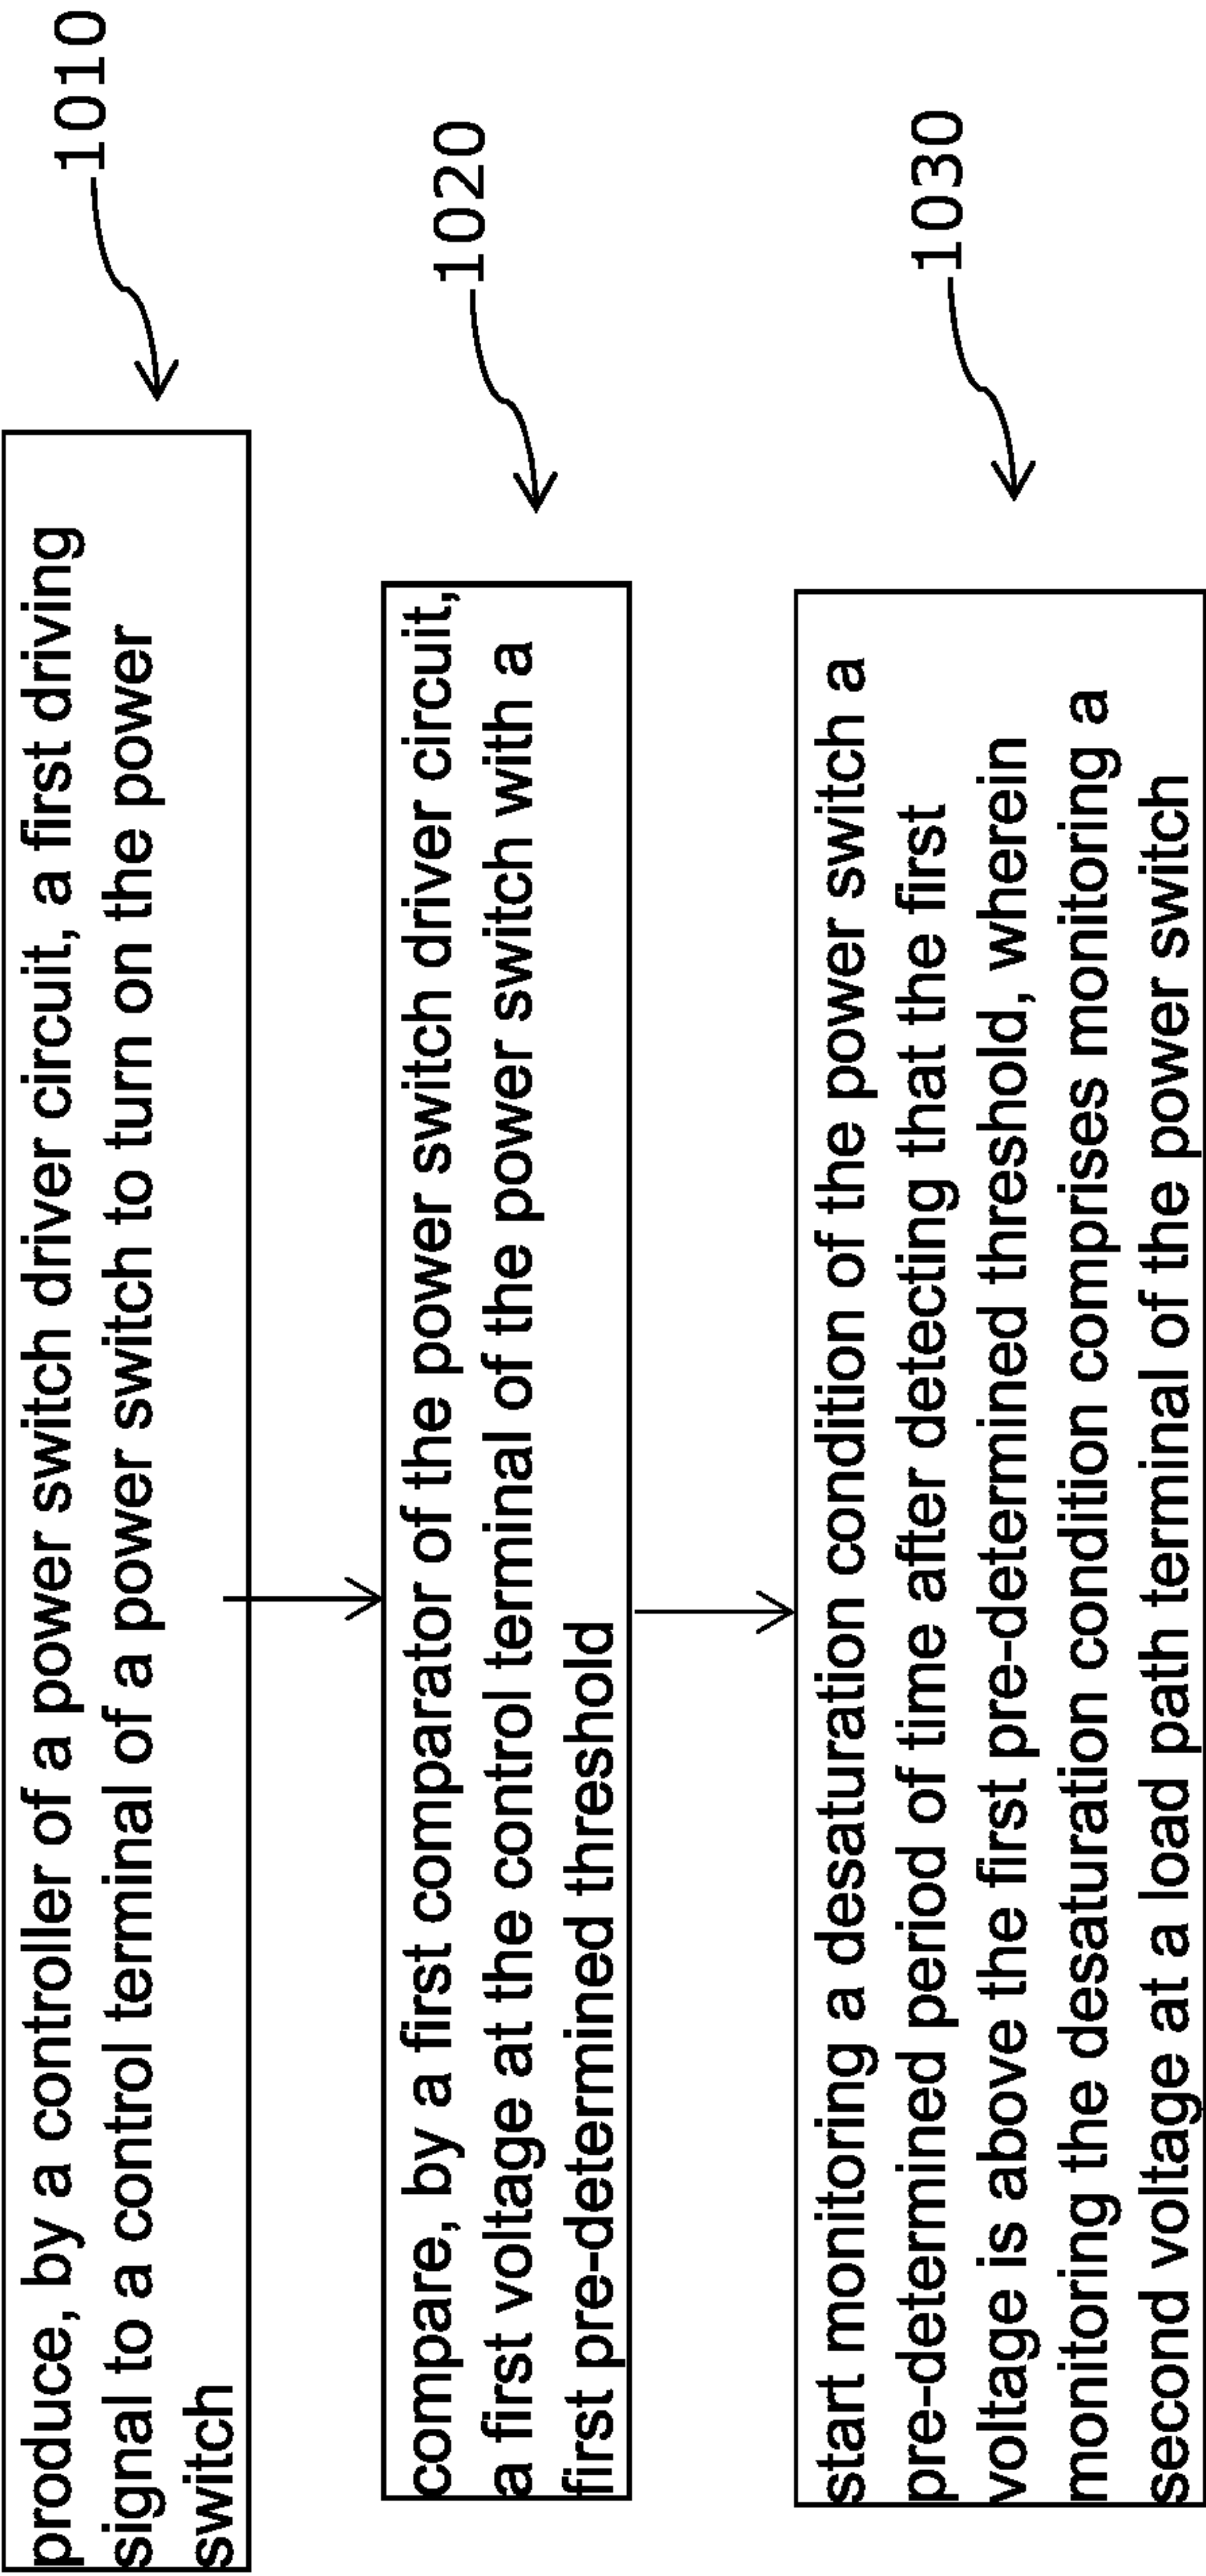 produce, by a controller of a power switch driver circuit, a first driving
signal to a control terminal of a power switch to turn on the power
switch
1010
compare, by a first comparator of the power switch driver circuit,
a first voltage at the control terminal of the power switch with a
first pre-determined threshold
1020
start monitoring a desaturation condition of the power switch a
pre-determined period of time after detecting that the first
voltage is above the first pre-determined threshold, wherein
monitoring the desaturation condition comprises monitoring a
second voltage at a load path terminal of the power switch
1030